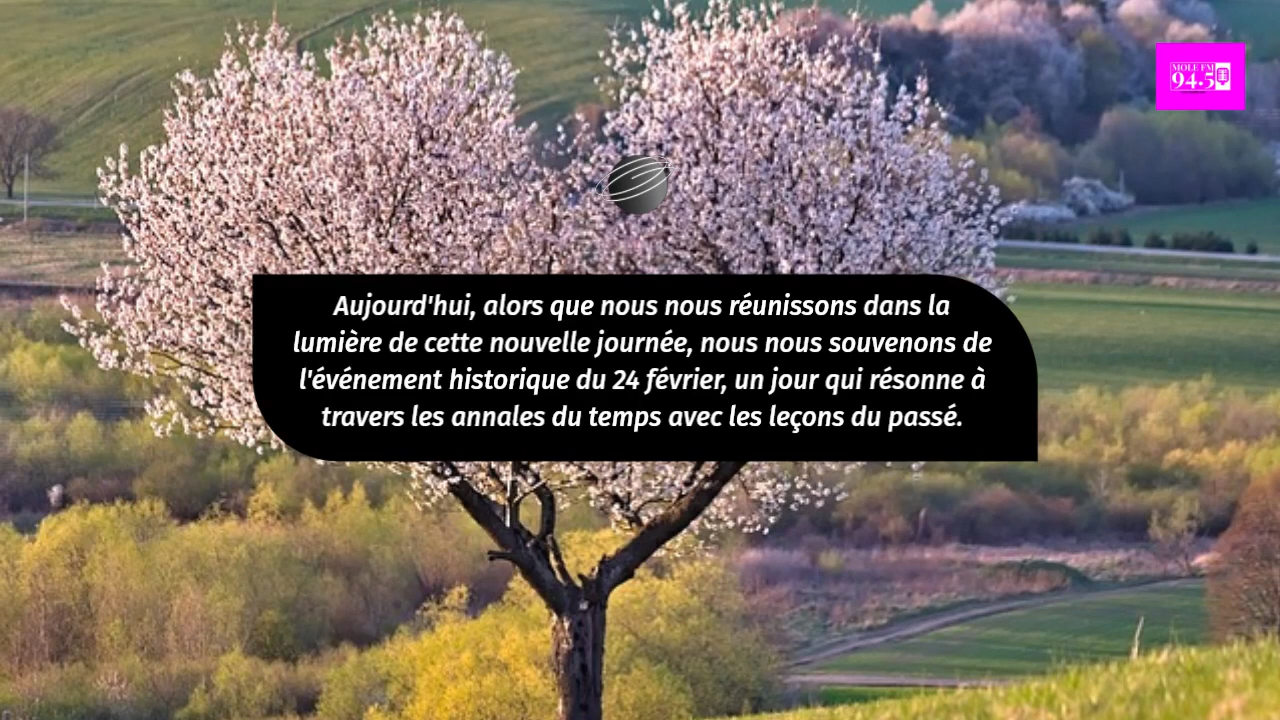 MOLE FM
94.5
Aujourd'hui, alors que nous nous réunissons dans la
lumière de cette nouvelle journée, nous nous souvenons de
l'événement historique du 24 février, un jour qui résonne à
travers les annales du temps avec les leçons du passé.